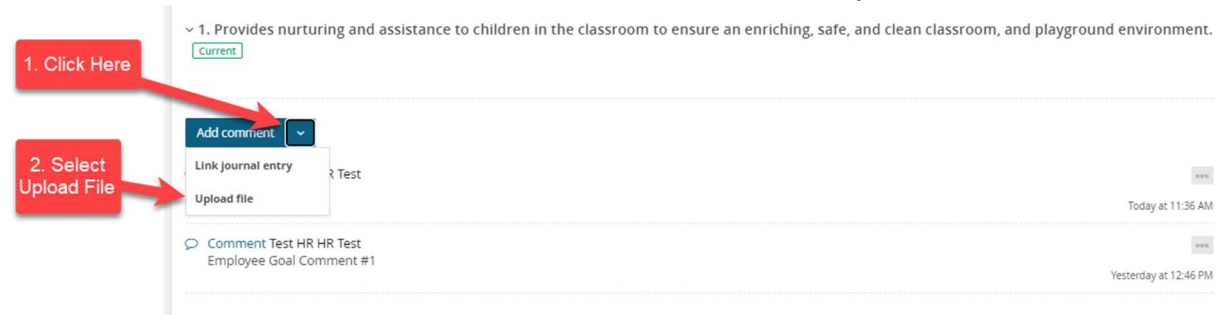 1. Provides nurturing and assistance to children in the classroom to ensure an enriching, safe, and clean classroom, and playground environment.
Current
1. Click Here
Add comment
Link journal entry
R Test
2. Select
Upload File
Upload file
Today at 11:36 AM
Comment Test HR HR Test
Employee Goal Comment #1
Yesterday at 12:46 PM